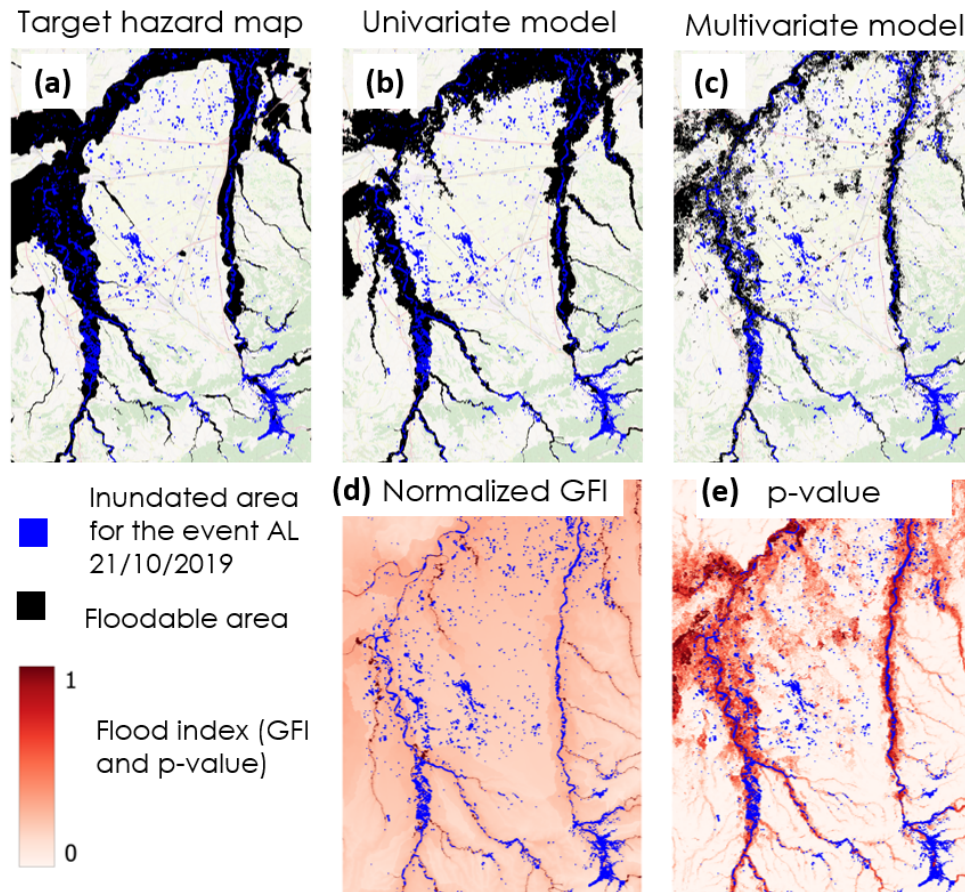 Target hazard map
Univariate model
Multivariate model
(a)
(b)
(c)
Inundated area
for the event AL
21/10/2019
Floodable area
1
Flood index (GFI
and p-value)
0
(d) Normalized GFI
(e) p-value